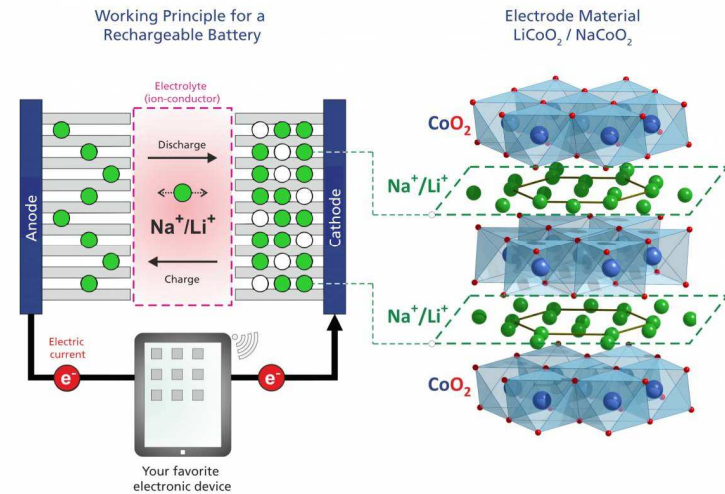 Working Principle for a
Rechargeable Battery
Electrolyte
(ion-conductor)
Discharge
Na⁺/Li⁺
Charge
Anode
Cathode
Electric
current
e⁻
e⁻
Your favorite
electronic device
Electrode Material
LiCoO₂ / NaCoO₂
CoO₂
Na⁺/Li⁺
Na⁺/Li⁺
CoO₂